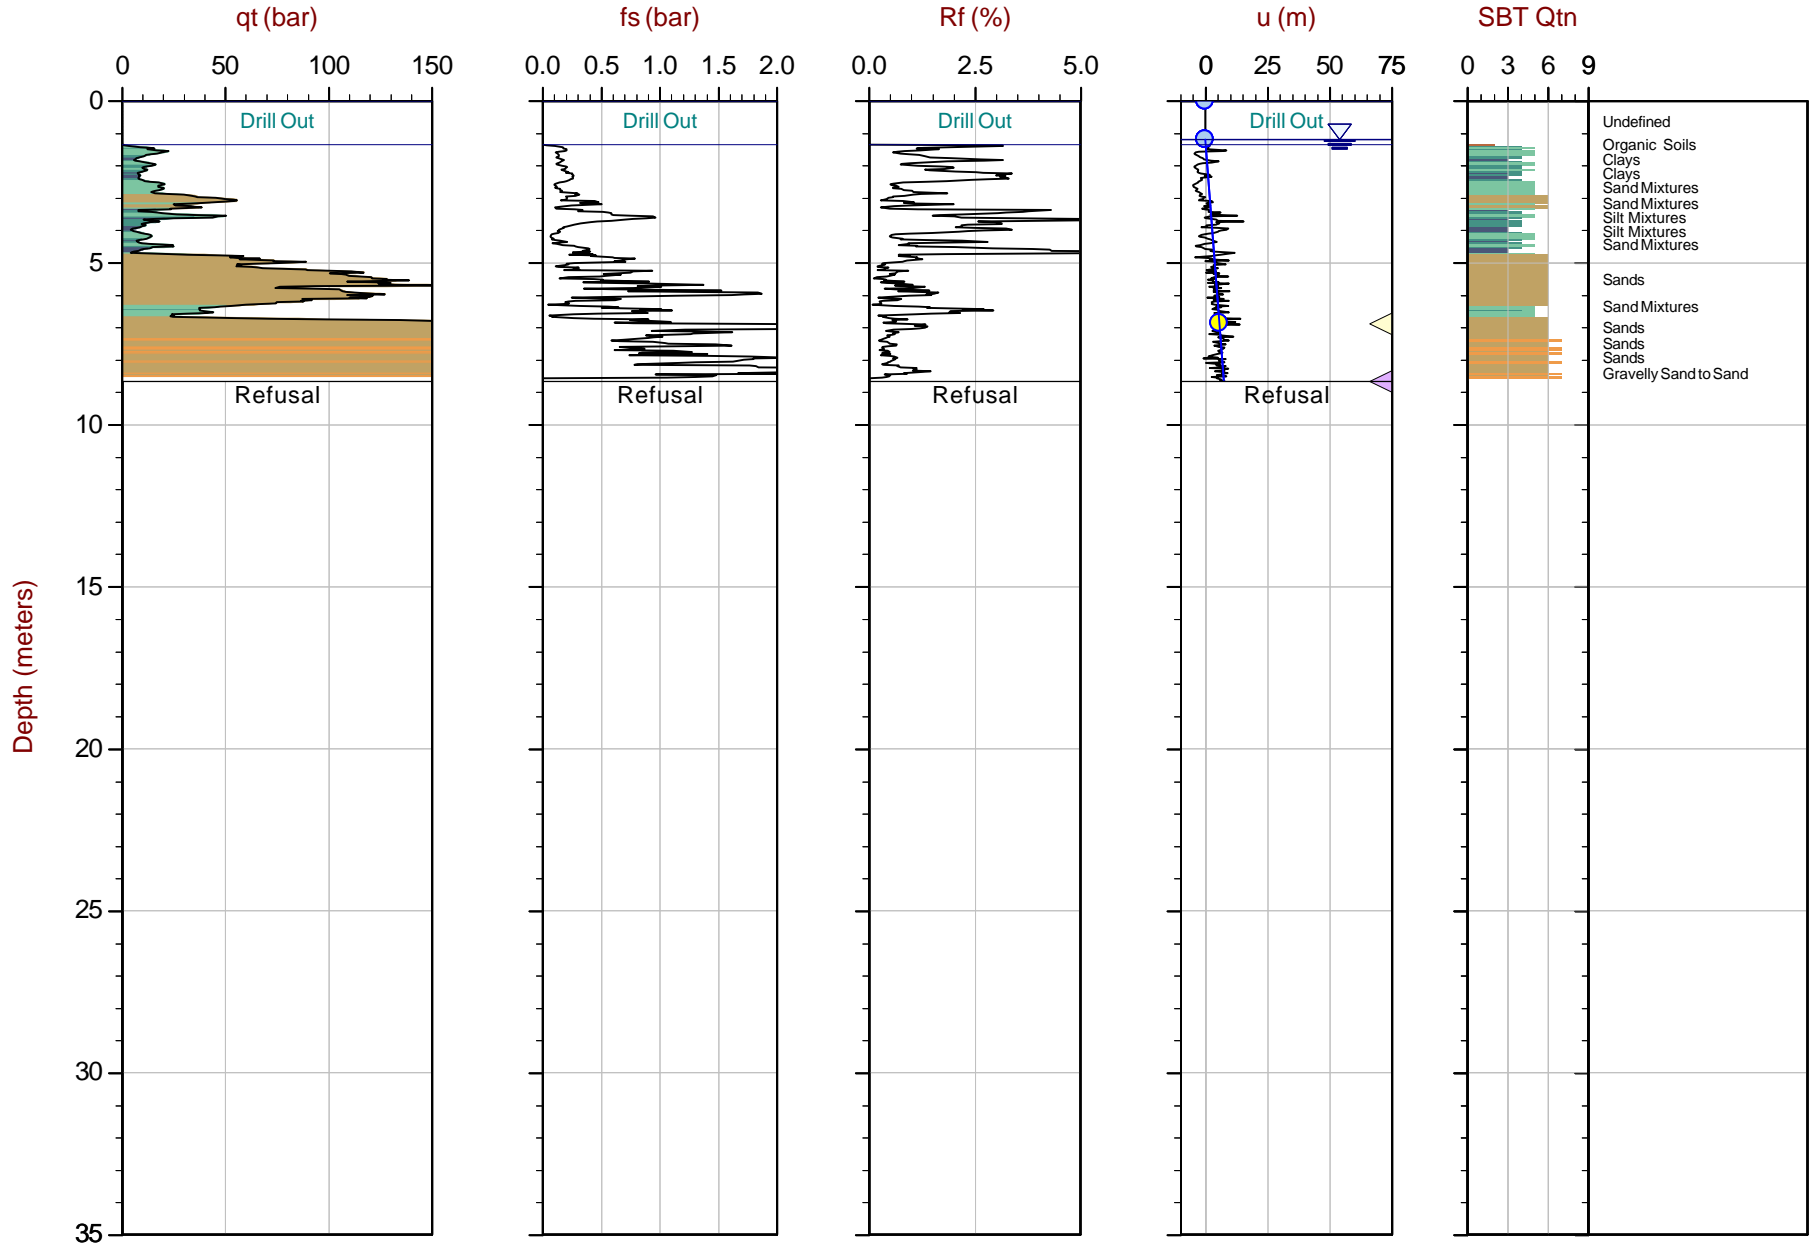 qt (bar) fs (bar) Rf (%) u (m) SBT Qtn
0 50 100 150 0.0 0.5 1.0 1.5 2.0 0.0 2.5 5.0 0 25 50 75 0 3 6 9
0
Drill Out Drill Out Drill Out Drill Out Undefined
Organic Soils
Clays
Clays
Sand Mixtures
Sand Mixtures
Silt Mixtures
Silt Mixtures
Sand Mixtures
5
Sands
Sand Mixtures
Sands
Sands
Sands
Gravelly Sand to Sand
Refusal Refusal Refusal Refusal
10
15
Depth (meters)
20
25
30
35